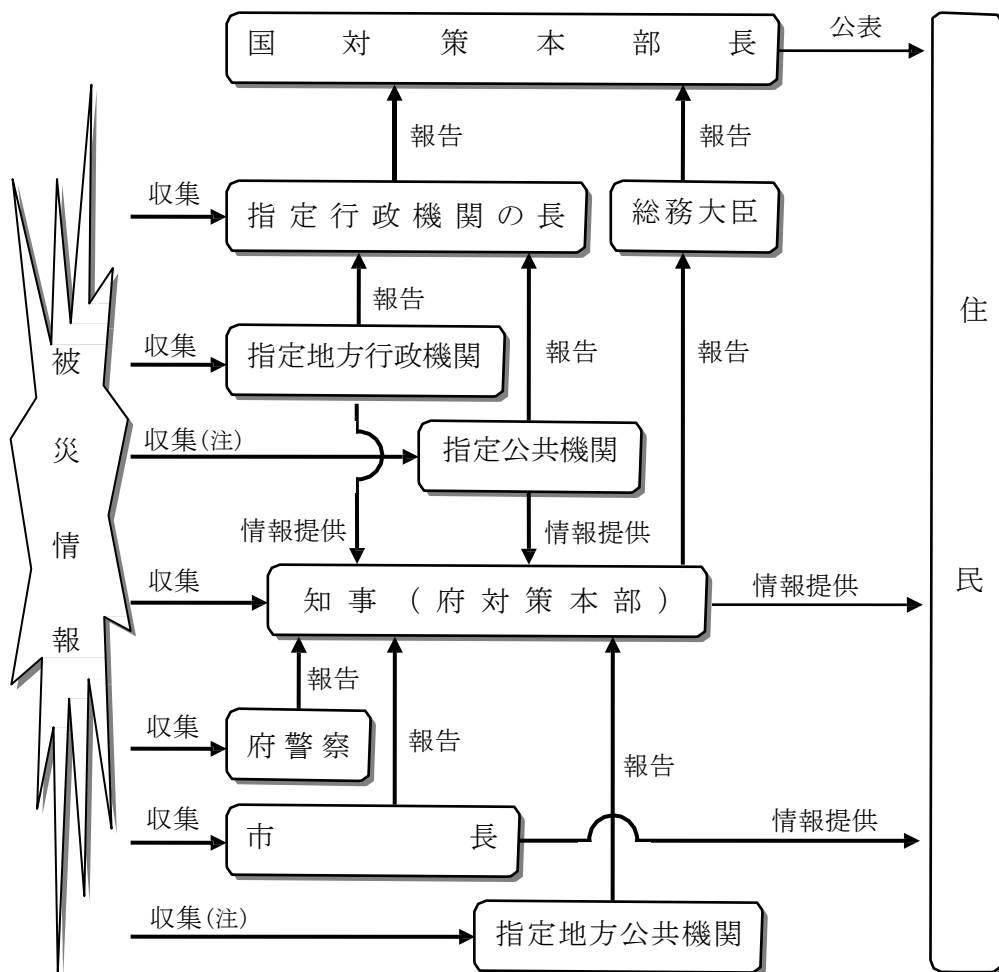 国対策本部長
公表
報告
報告
収集
指定行政機関の長
総務大臣
報告
収集
指定地方行政機関
報告
報告
収集(注)
指定公共機関
情報提供
情報提供
収集
知事（府対策本部）
情報提供
報告
収集
府警察
報告
報告
収集
市長
情報提供
収集(注)
指定地方公共機関
被災情報
住民